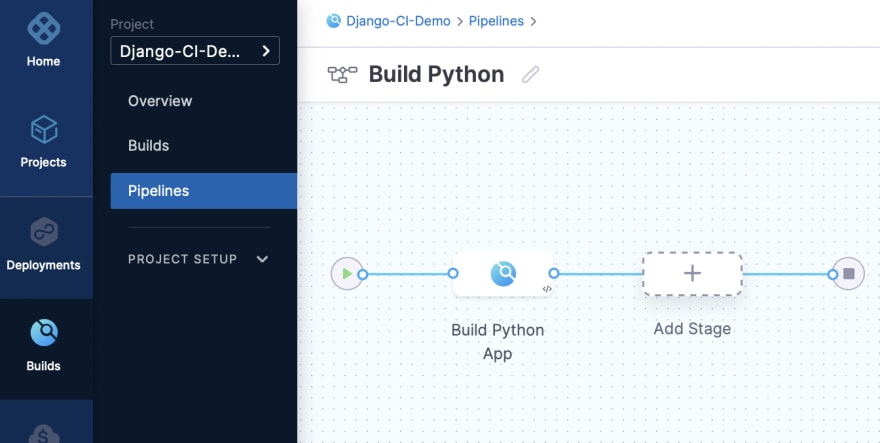 Home
Projects
Deployments
Builds
Project
Django-CI-De...
Overview
Builds
Pipelines
PROJECT SETUP
Django-CI-Demo > Pipelines >
Build Python
</>
Build Python
App
Add Stage